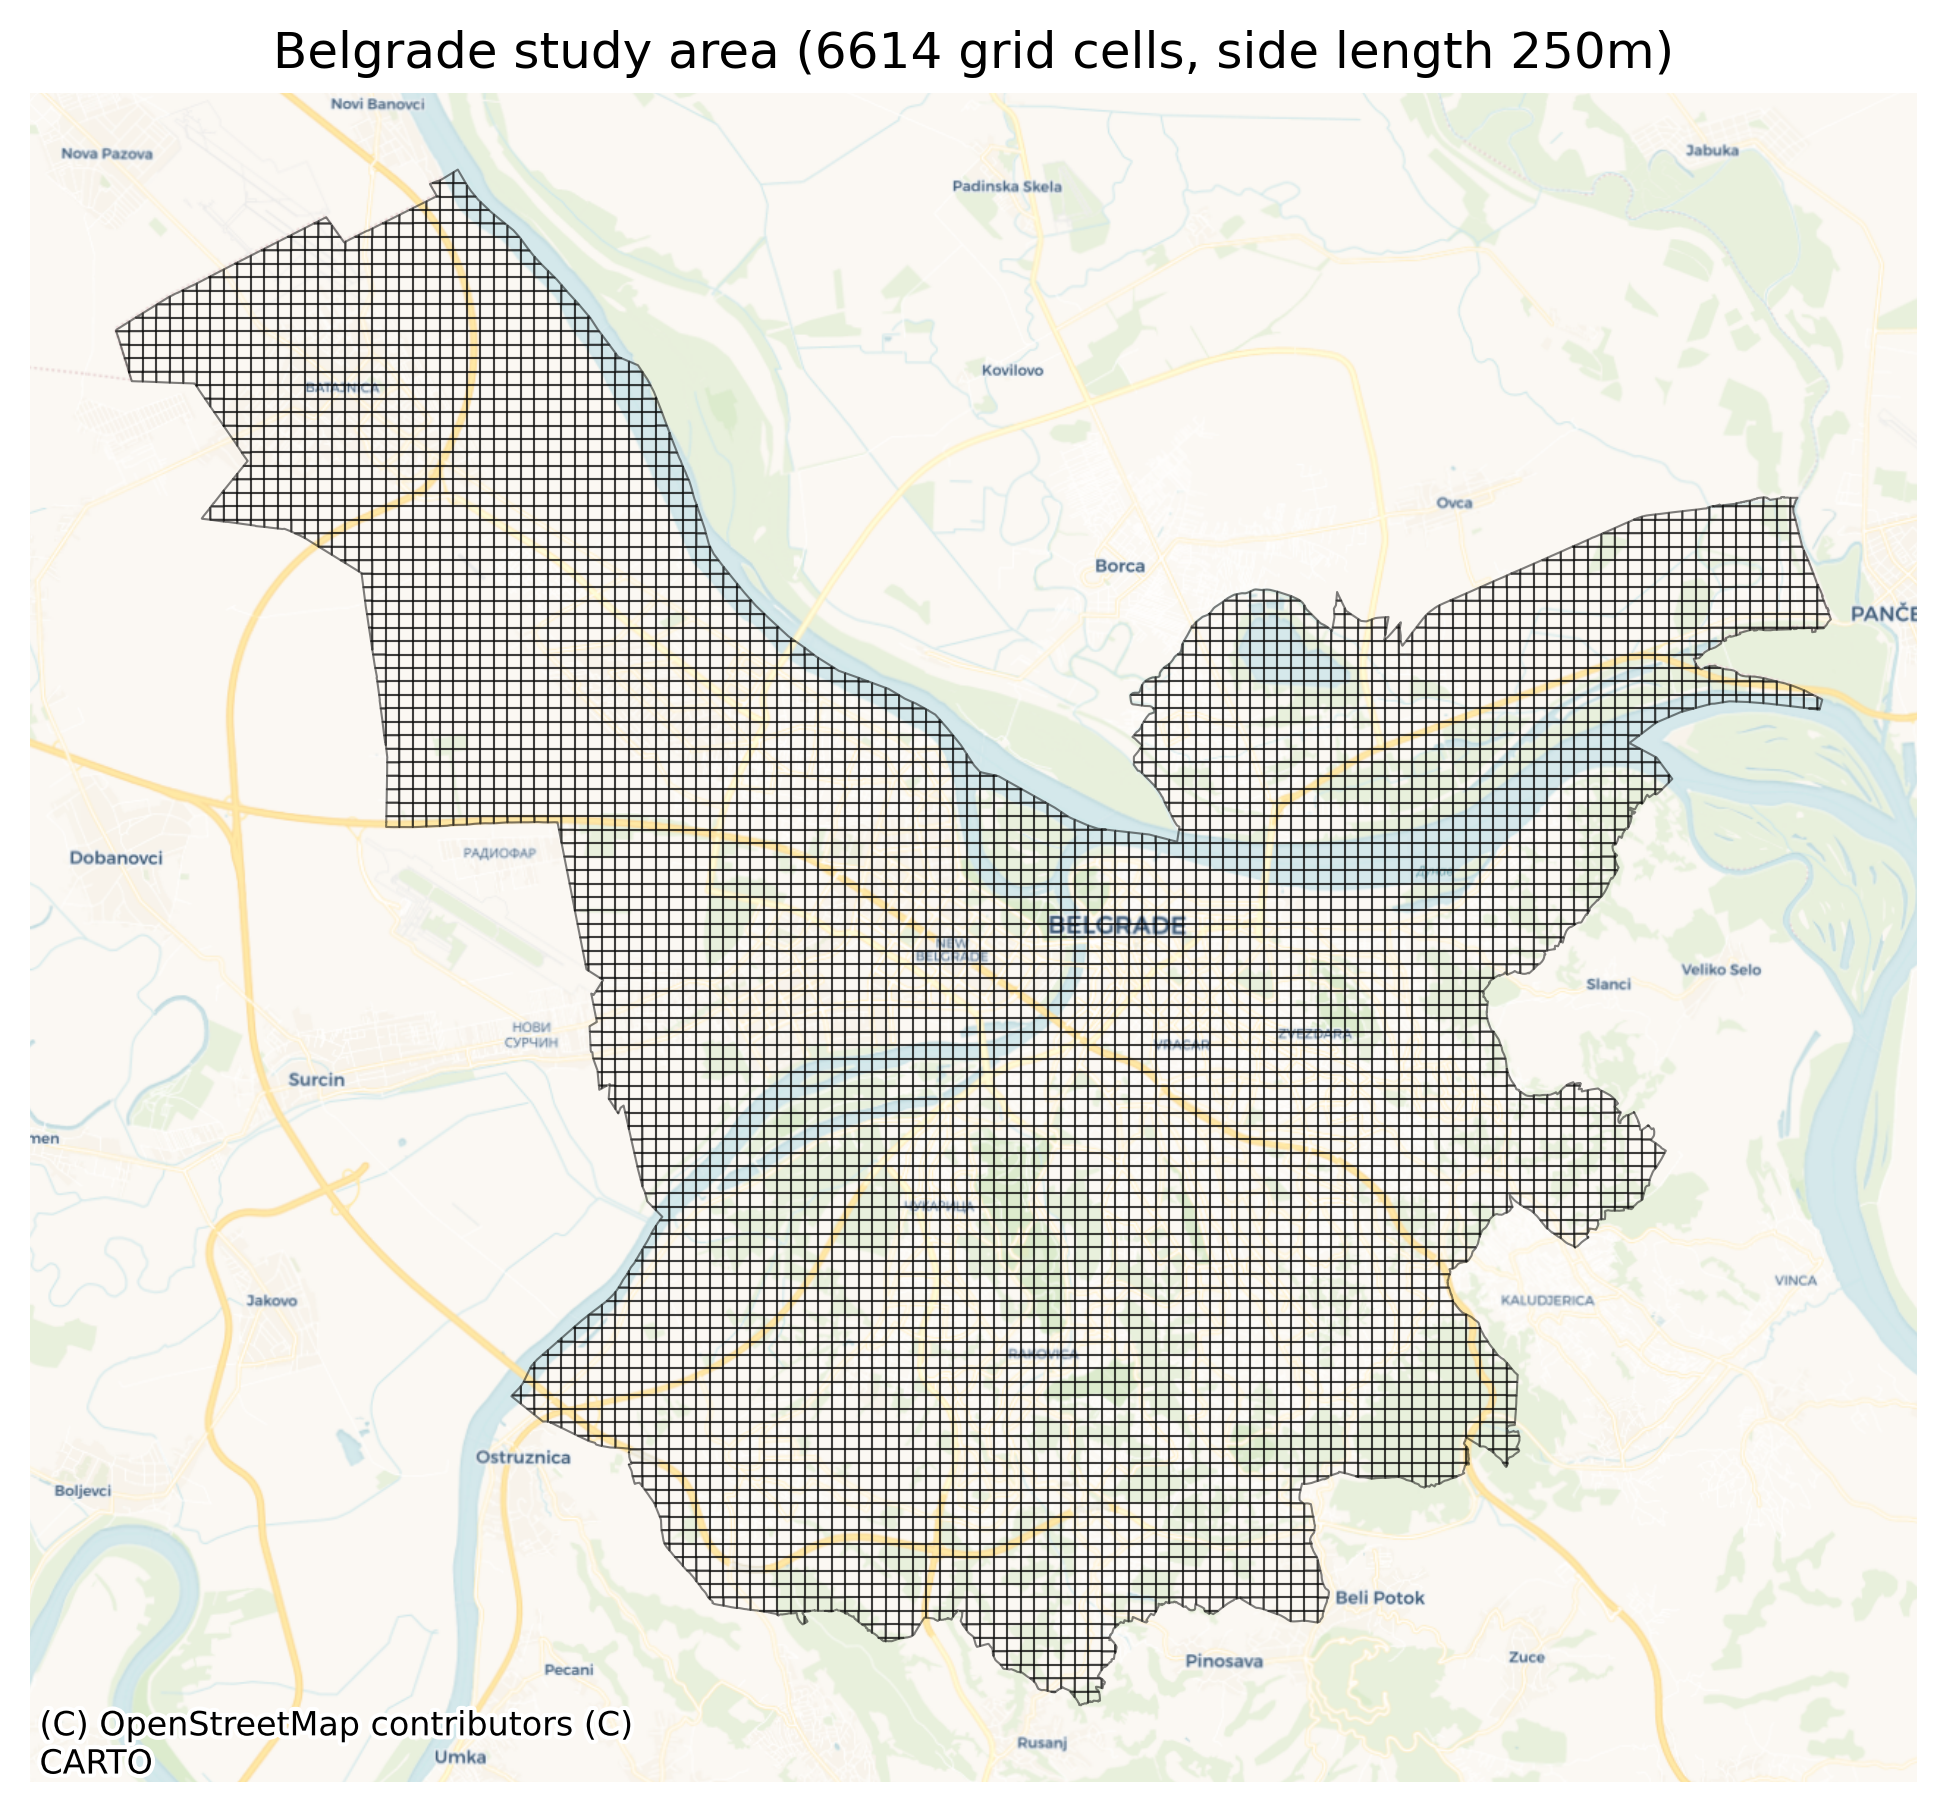 Belgrade study area (6614 grid cells, side length 250m)
Novi Banovci
Nova Pazova
Jabuka
Padinska Skela
Kovilovo
BATAJNICA
Ovca
Borca
PANČE
РАДИОФАР
Dobanovci
Дунав
BELGRADE
NEW
BELGRADE
Veliko Selo
Slanci
НОВИ
СУРЧИН
ZVEZDARA
VRACAR
Surcin
men
ЧУКАРИЦА
VINCA
Jakovo
KALUDJERICA
RAKOVICA
Ostruznica
Boljevci
Beli Potok
Zuce
Pinosava
Pecani
Rusanj
Umka
(C) OpenStreetMap contributors (C)
CARTO